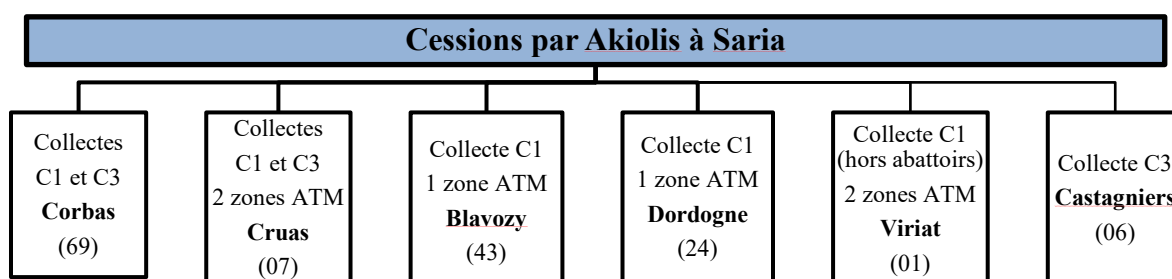 Cessions par Akiolis à Saria
Collectes
C1 et C3
Corbas
(69)
Collectes
C1 et C3
2 zones ATM
Cruas
(07)
Collecte C1
1 zone ATM
Blavozy
(43)
Collecte C1
1 zone ATM
Dordogne
(24)
Collecte C1
(hors abattoirs)
2 zones ATM
Viriat
(01)
Collecte C3
Castagniers
(06)